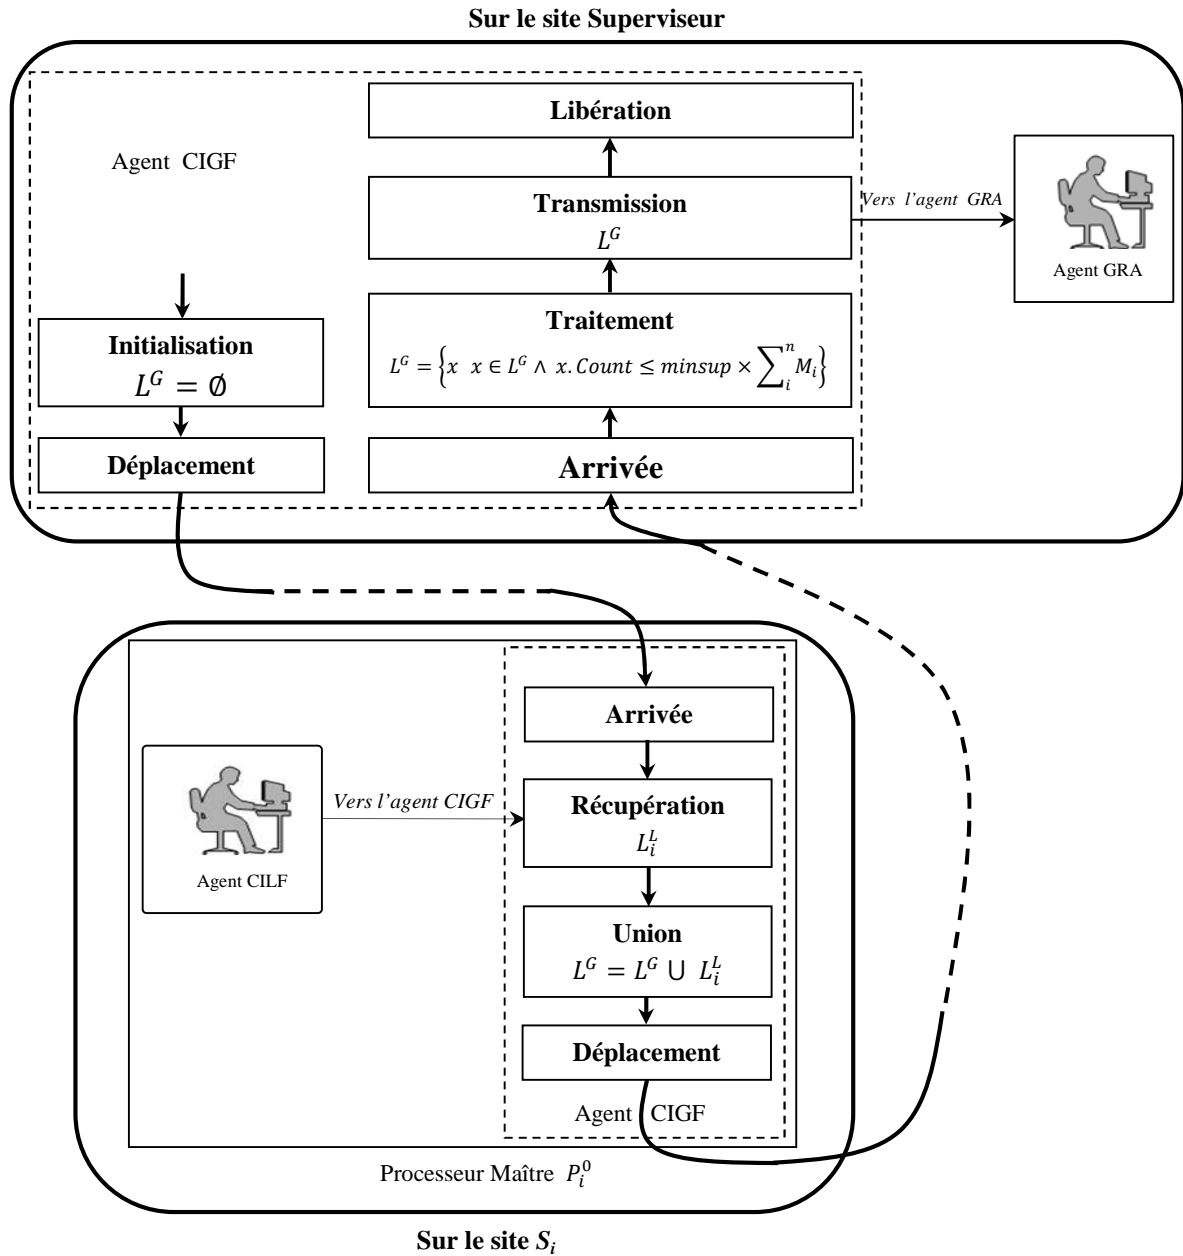 Sur le site Superviseur
Agent CIGF
Initialisation
L^G = ∅
Déplacement
Libération
Transmission
L^G
Vers l'agent GRA
Agent GRA
Traitement
L^G = {x x ∈ L^G ∧ x.Count ≤ minsup × ∑_i^n M_i}
Arrivée
Arrivée
Récupération
L_i^L
Vers l'agent CIGF
Agent CILF
Union
L^G = L^G ∪ L_i^L
Déplacement
Agent CIGF
Processeur Maître P_i^0
Sur le site S_i